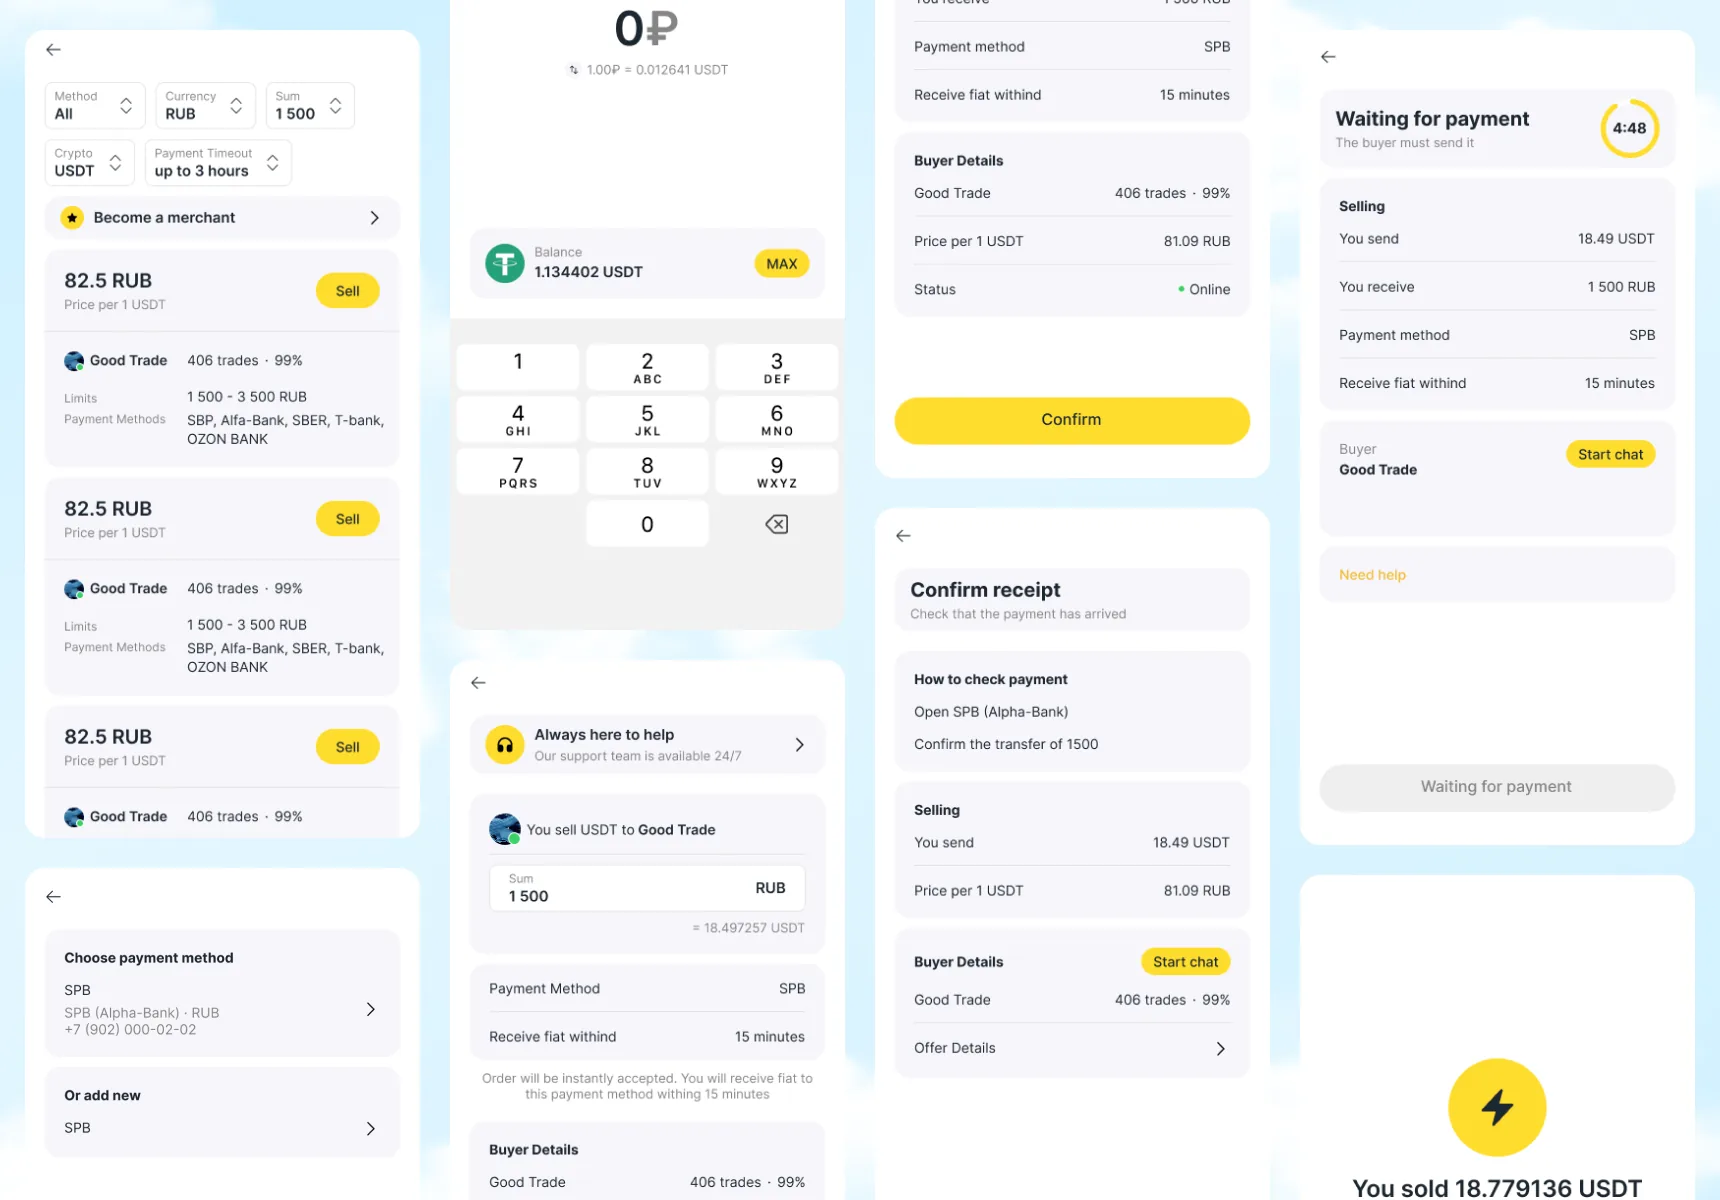 Method
All
Currency
RUB
Sum
1 500
Crypto
USDT
Payment Timeout
up to 3 hours
Become a merchant
82.5 RUB
Price per 1 USDT
Sell
Good Trade
406 trades · 99%
Limits
1 500 - 3 500 RUB
Payment Methods
SBP, Alfa-Bank, SBER, T-bank,
OZON BANK
82.5 RUB
Price per 1 USDT
Sell
Good Trade
406 trades · 99%
Limits
1 500 - 3 500 RUB
Payment Methods
SBP, Alfa-Bank, SBER, T-bank,
OZON BANK
82.5 RUB
Price per 1 USDT
Sell
Good Trade
406 trades · 99%
Choose payment method
SPB
SPB (Alpha-Bank) · RUB
+7 (902) 000-02-02
Or add new
SPB
0₽
1.00₽ = 0.012641 USDT
Balance
1.134402 USDT
MAX
1
2
ABC
3
DEF
4
GHI
5
JKL
6
MNO
7
PQRS
8
TUV
9
WXYZ
0
Always here to help
Our support team is available 24/7
You sell USDT to Good Trade
Sum
1 500
RUB
= 18.497257 USDT
Payment Method
SPB
Receive fiat withind
15 minutes
Order will be instantly accepted. You will receive fiat to
this payment method withing 15 minutes
Buyer Details
Good Trade
406 trades · 99%
You receive
1 500 RUB
Payment method
SPB
Receive fiat withind
15 minutes
Buyer Details
Good Trade
406 trades · 99%
Price per 1 USDT
81.09 RUB
Status
Online
Confirm
Confirm receipt
Check that the payment has arrived
How to check payment
Open SPB (Alpha-Bank)
Confirm the transfer of 1500
Selling
You send
18.49 USDT
Price per 1 USDT
81.09 RUB
Buyer Details
Start chat
Good Trade
406 trades · 99%
Offer Details
Waiting for payment
The buyer must send it
4:48
Selling
You send
18.49 USDT
You receive
1 500 RUB
Payment method
SPB
Receive fiat withind
15 minutes
Buyer
Good Trade
Start chat
Need help
Waiting for payment
You sold 18.779136 USDT